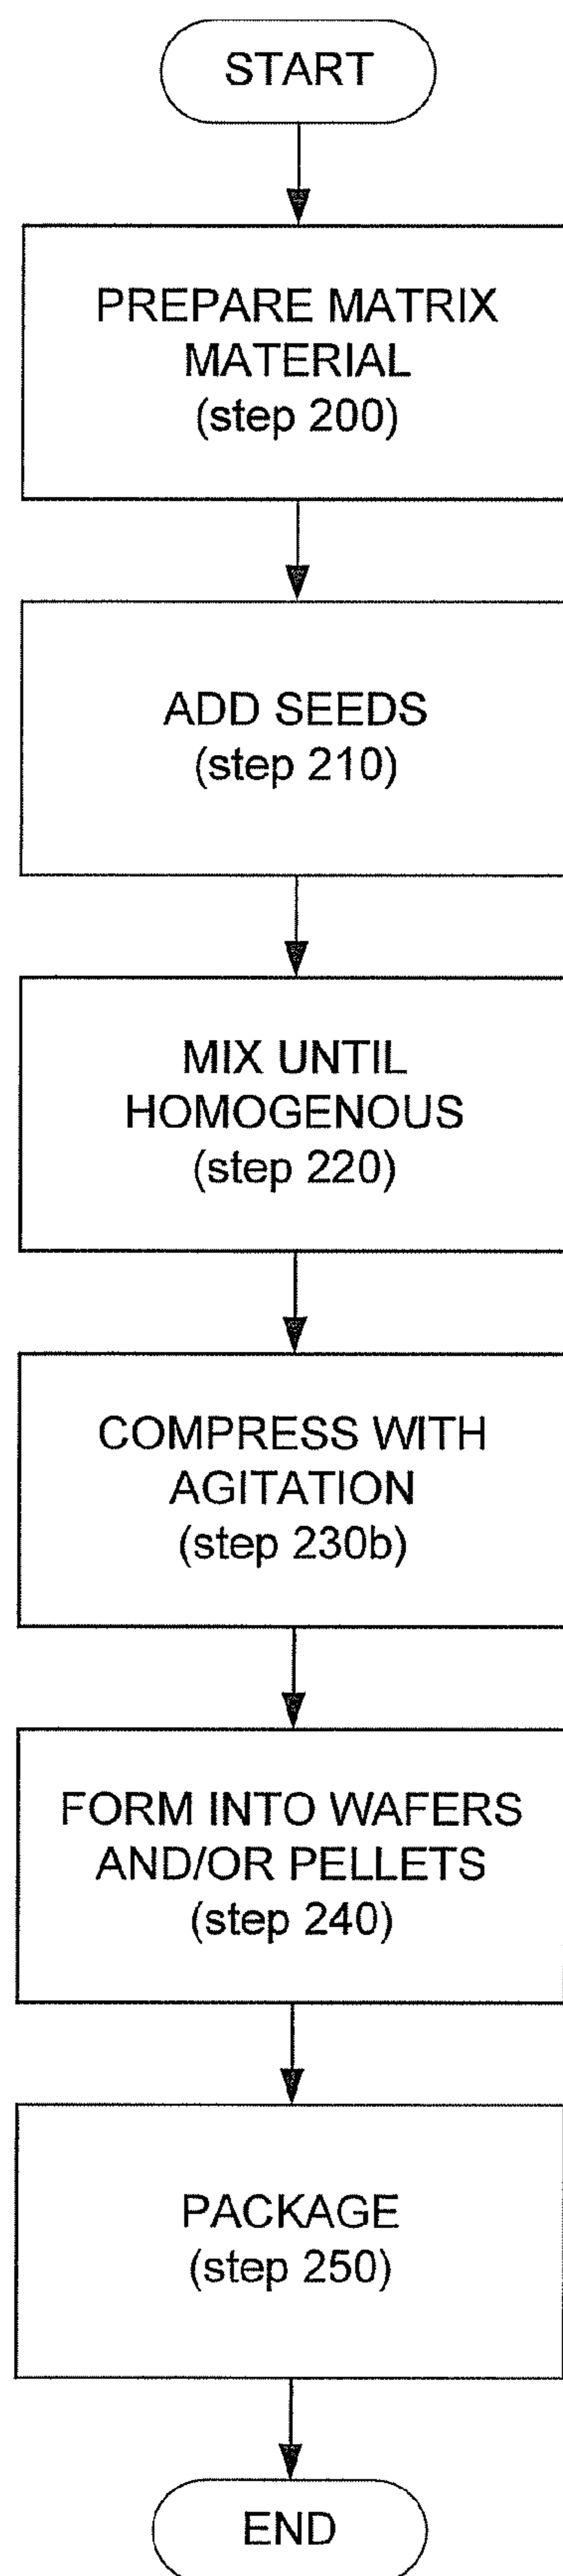 START
PREPARE MATRIX
MATERIAL
(step 200)
ADD SEEDS
(step 210)
MIX UNTIL
HOMOGENOUS
(step 220)
COMPRESS WITH
AGITATION
(step 230b)
FORM INTO WAFERS
AND/OR PELLETS
(step 240)
PACKAGE
(step 250)
END